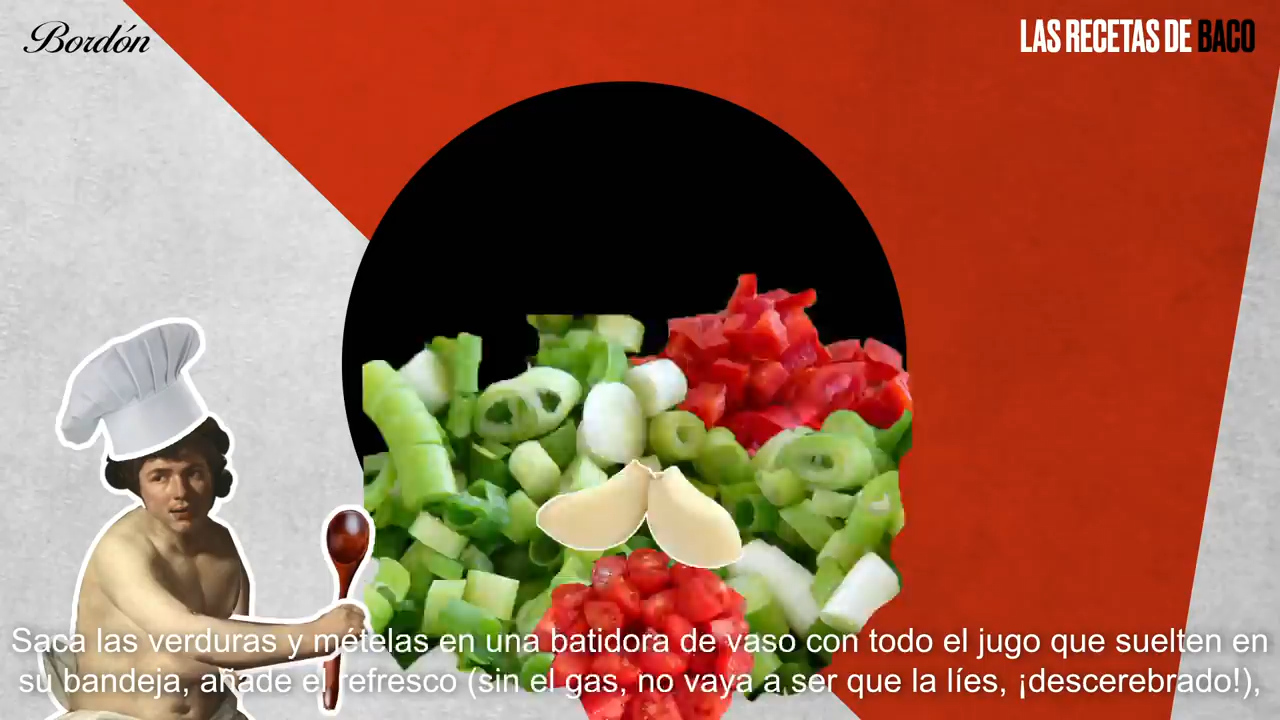 Bordón
LAS RECETAS DE BACO
Saca las verduras y mételas en una batidora de vaso con todo el jugo que suelten en
su bandeja, añade el refresco (sin el gas, no vaya a ser que la líes, ¡descerebrado!),